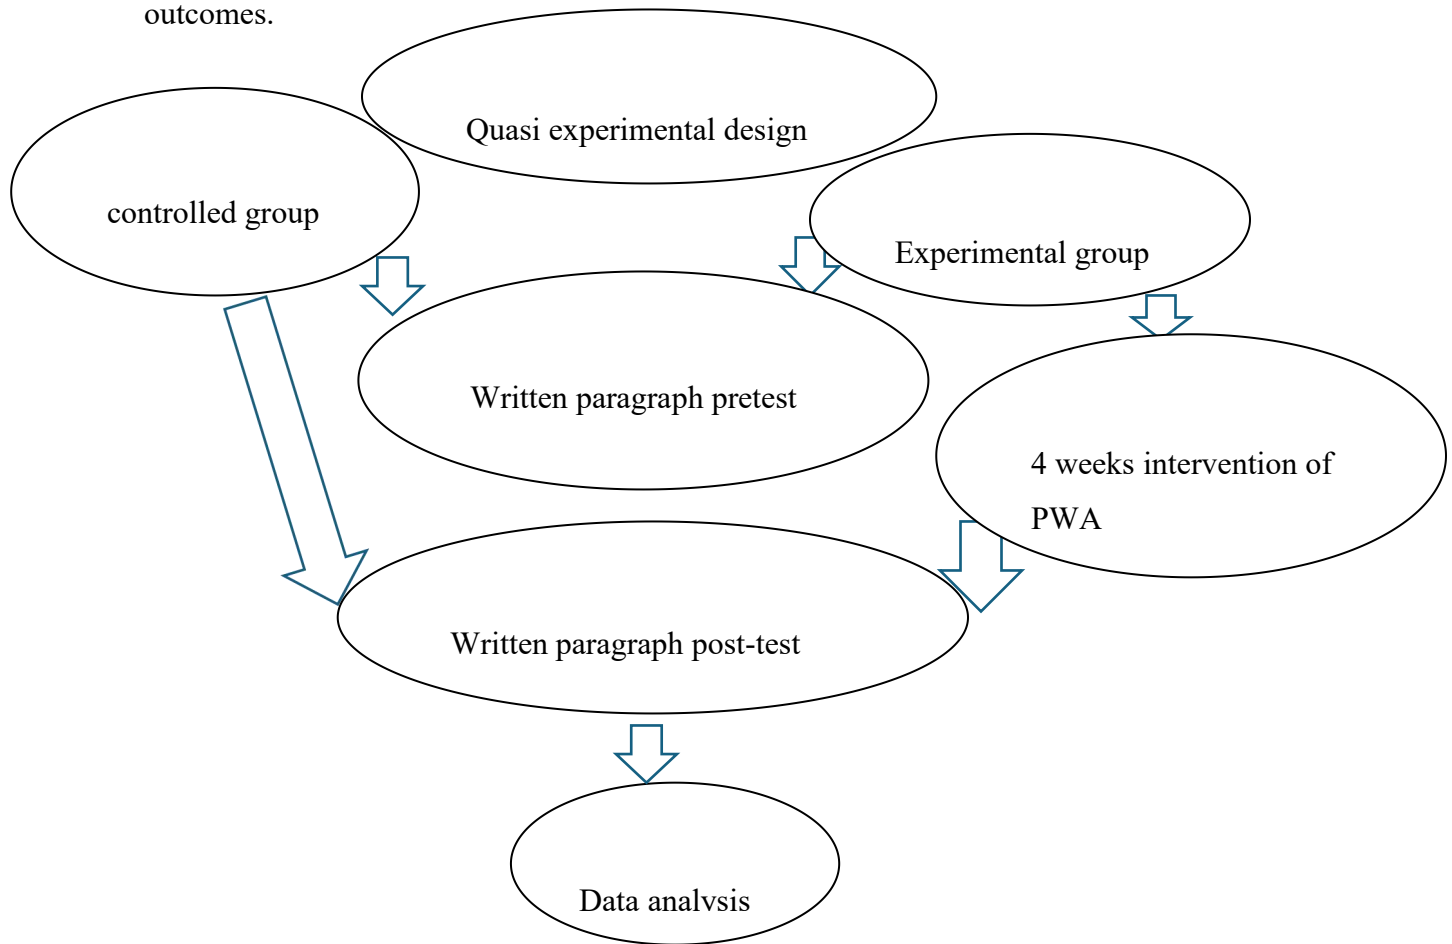 outcomes.
Quasi experimental design
controlled group
Experimental group
Written paragraph pretest
4 weeks intervention of
PWA
Written paragraph post-test
Data analysis